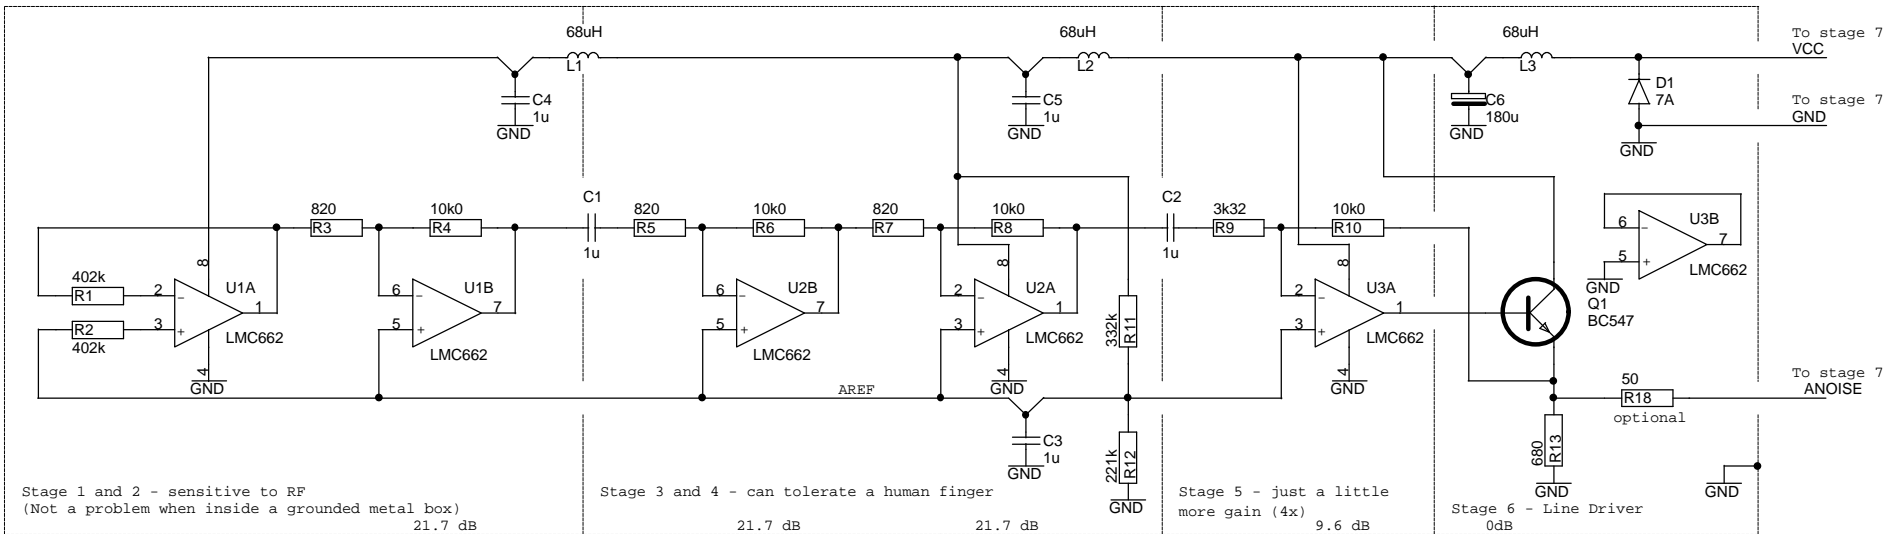 68uH
L1
68uH
L2
68uH
L3
To stage 7
VCC
C4
1u
GND
C5
1u
GND
C6
180u
GND
D1
7A
GND
To stage 7
GND
820
R3
10k0
R4
C1
1u
820
R5
10k0
R6
820
R7
10k0
R8
C2
1u
3k32
R9
10k0
R10
6
5
7
U3B
LMC662
GND
402k
R1
R2
402k
2
3
8
1
4
U1A
LMC662
GND
6
5
7
U1B
LMC662
6
5
7
U2B
LMC662
2
3
8
1
4
U2A
LMC662
GND
332k
R11
2
3
8
1
4
U3A
LMC662
GND
Q1
BC547
AREF
C3
1u
GND
221k
R12
GND
50
R18
optional
To stage 7
ANOISE
680
R13
GND
GND
Stage 1 and 2 - sensitive to RF
(Not a problem when inside a grounded metal box)
21.7 dB
Stage 3 and 4 - can tolerate a human finger
21.7 dB
21.7 dB
Stage 5 - just a little
more gain (4x)
9.6 dB
Stage 6 - Line Driver
0dB